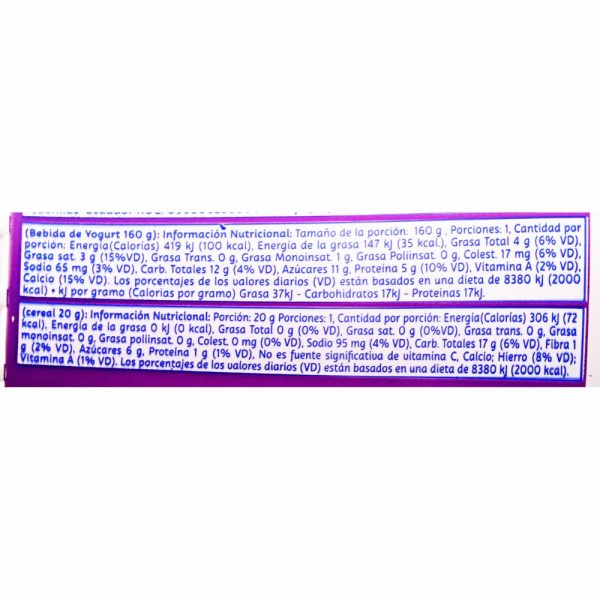 (Bebida de Yogurt 160 g): Información Nutricional: Tamaño de la porción: 160 g . Porciones: 1, Cantidad por
porción: Energía(Calorías) 419 kJ (100 kcal), Energía de la grasa 147 kJ (35 kcal), Grasa Total 4 g (6% VD),
Grasa sat. 3 g (15%VD), Grasa Trans. 0 g, Grasa Monoinsat. 1 g, Grasa Poliinsat. 0 g, Colest. 17 mg (6% VD),
Sodio 65 mg (3% VD), Carb. Totales 12 g (4% VD), Azúcares 11 g, Proteína 5 g (10% VD), Vitamina A (2% VD),
Calcio (15% VD). Los porcentajes de los valores diarios (VD) están basados en una dieta de 8380 kJ (2000
kcal) • kJ por gramo (Calorías por gramo) Grasa 37kJ - Carbohidratos 17kJ - Proteinas 17kJ.
(cereal 20 g): Información Nutricional: Porción: 20 g Porciones: 1, Cantidad por porción: Energía(Calorías) 306 kJ (72
kcal), Energía de la grasa 0 kJ (0 kcal), Grasa Total 0 g (0% VD), Grasa sat. 0 g (0%VD), Grasa trans. 0 g, Grasa
monoinsat. 0 g, Grasa poliinsat. 0 g, Colest. 0 mg (0% VD), Sodio 95 mg (4% VD), Carb. Totales 17 g (6% VD), Fibra 1
g (2% VD), Azúcares 6 g, Proteína 1 g (1% VD), No es fuente significativa de vitamina C, Calcio; Hierro (8% VD);
Vitamina A (1% VD). Los porcentajes de los valores diarios (VD) están basados en una dieta de 8380 kJ (2000 kcal).